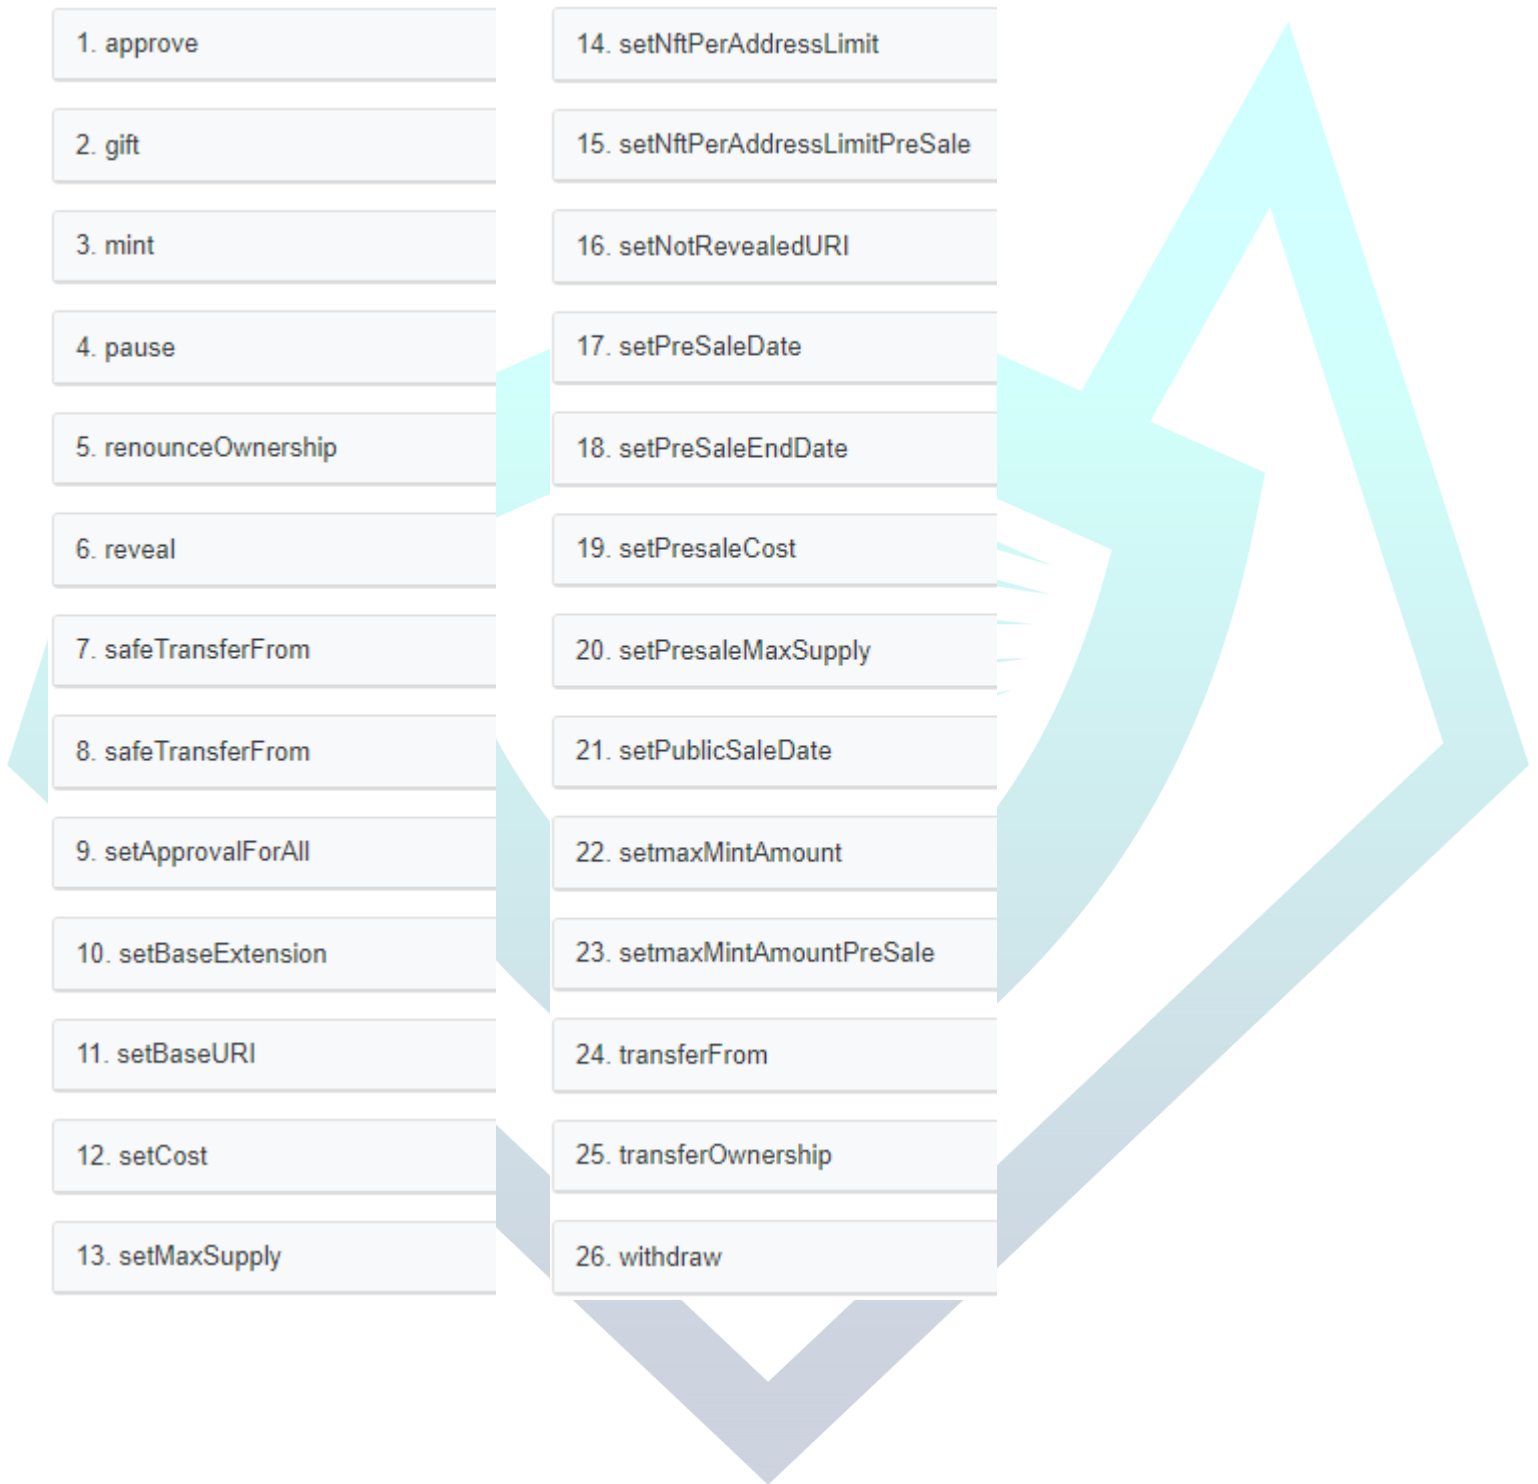 1. approve
2. gift
3. mint
4. pause
5. renounceOwnership
6. reveal
7. safeTransferFrom
8. safeTransferFrom
9. setApprovalForAll
10. setBaseExtension
11. setBaseURI
12. setCost
13. setMaxSupply
14. setNftPerAddressLimit
15. setNftPerAddressLimitPreSale
16. setNotRevealedURI
17. setPreSaleDate
18. setPreSaleEndDate
19. setPresaleCost
20. setPresaleMaxSupply
21. setPublicSaleDate
22. setmaxMintAmount
23. setmaxMintAmountPreSale
24. transferFrom
25. transferOwnership
26. withdraw